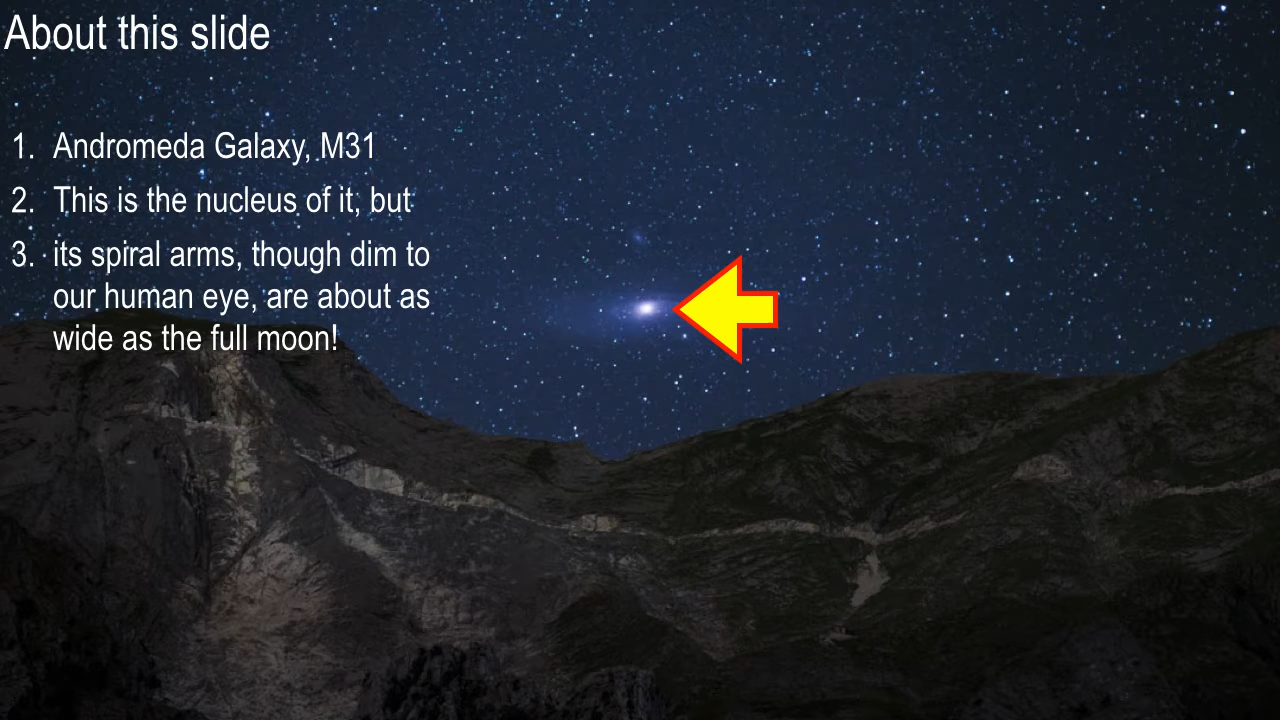 About this slide
1. Andromeda Galaxy, M31
2. This is the nucleus of it, but
3. its spiral arms, though dim to
our human eye, are about as
wide as the full moon!